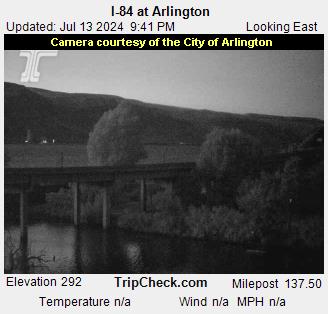 I-84 at Arlington
Updated: Jul 13 2024 9:41 PM Looking East
Camera courtesy of the City of Arlington
Elevation 292 TripCheck.com Milepost 137.50
Temperature n/a Wind n/a MPH n/a